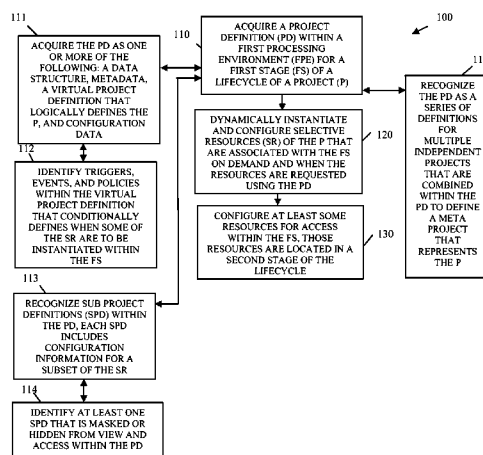 100
111
ACQUIRE THE PD AS ONE
OR MORE OF THE
FOLLOWING: A DATA
STRUCTURE, METADATA,
A VIRTUAL PROJECT
DEFINITION THAT
LOGICALLY DEFINES THE
P, AND CONFIGURATION
DATA
110
ACQUIRE A PROJECT
DEFINITION (PD) WITHIN A
FIRST PROCESSING
ENVIRONMENT (FPE) FOR A
FIRST STAGE (FS) OF A
LIFECYCLE OF A PROJECT (P)
11
RECOGNIZE
THE PD AS A
SERIES OF
DEFINITIONS
FOR
MULTIPLE
INDEPENDENT
PROJECTS
THAT ARE
COMBINED
WITHIN THE
PD TO DEFINE
A META
PROJECT
THAT
REPRESENTS
THE P
DYNAMICALLY INSTANTIATE
AND CONFIGURE SELECTIVE
RESOURCES (SR) OF THE P THAT
ARE ASSOCIATED WITH THE FS
ON DEMAND AND WHEN THE
RESOURCES ARE REQUESTED
USING THE PD
120
112
IDENTIFY TRIGGERS,
EVENTS, AND POLICIES
WITHIN THE VIRTUAL
PROJECT DEFINITION
THAT CONDITIONALLY
DEFINES WHEN SOME OF
THE SR ARE TO BE
INSTANTIATED WITHIN
THE FS
CONFIGURE AT LEAST SOME
RESOURCES FOR ACCESS
WITHIN THE FS, THOSE
RESOURCES ARE LOCATED IN A
SECOND STAGE OF THE
LIFECYCLE
130
113
RECOGNIZE SUB PROJECT
DEFINITIONS (SPD) WITHIN
THE PD, EACH SPD
INCLUDES
CONFIGURATION
INFORMATION FOR A
SUBSET OF THE SR
114
IDENTIFY AT LEAST ONE
SPD THAT IS MASKED OR
HIDDEN FROM VIEW AND
ACCESS WITHIN THE PD